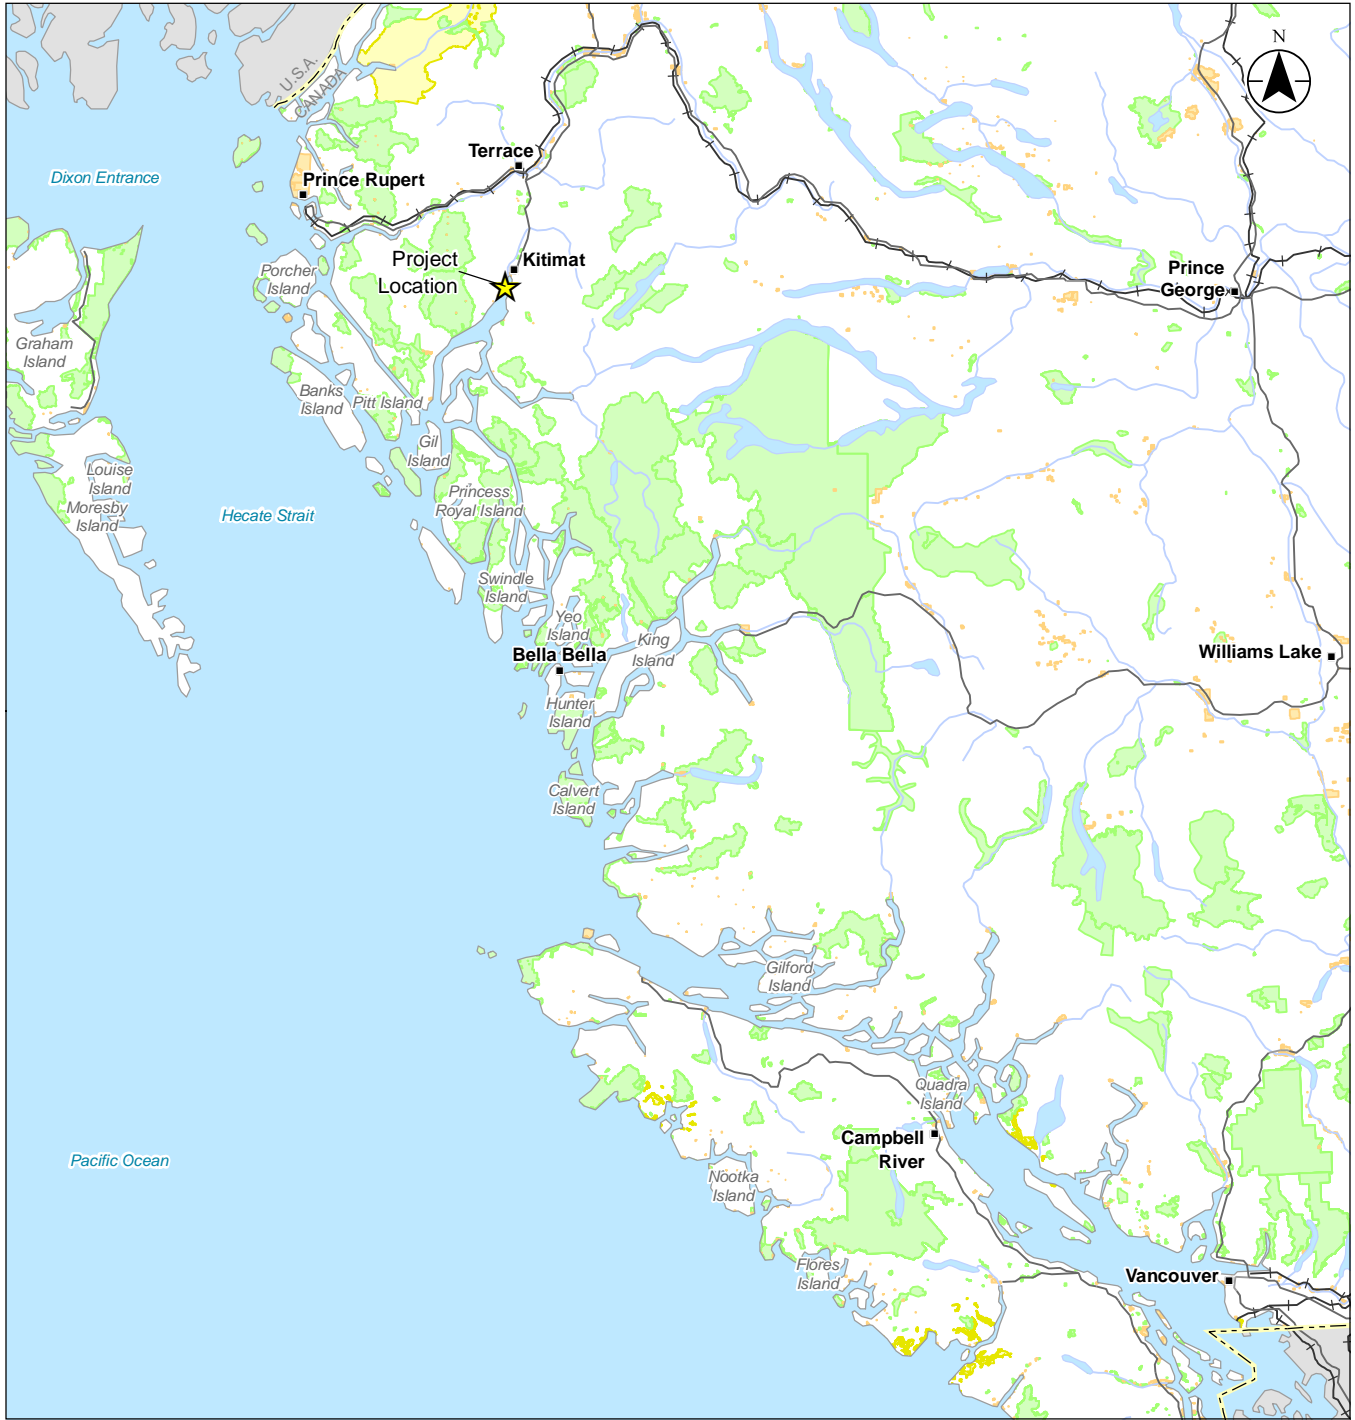 N
U.S.A.
CANADA
Terrace
Dixon Entrance
Prince Rupert
Project
Location
Kitimat
Porcher
Island
Prince
George
Graham
Island
Banks
Island
Pitt Island
Gil
Island
Louise
Island
Moresby
Island
Princess
Royal Island
Hecate Strait
Swindle
Island
Yeo
Island
King
Island
Bella Bella
Williams Lake
Hunter
Island
Calvert
Island
Gilford
Island
Quadra
Island
Campbell
River
Pacific Ocean
Nootka
Island
Flores
Island
Vancouver